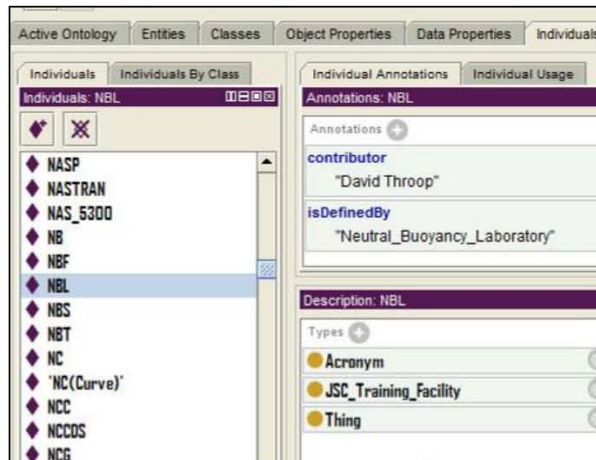 Active Ontology Entities Classes Object Properties Data Properties Individuals
Individuals Individuals By Class
Individuals: NBL
NASP
NASTRAN
NAS_5300
NB
NBF
NBL
NBS
NBT
NC
'NC(Curve)'
NCC
NCCDS
NCG
Individual Annotations Individual Usage
Annotations: NBL
Annotations
contributor
"David Throop"
isDefinedBy
"Neutral_Buoyancy_Laboratory"
Description: NBL
Types
Acronym
JSC_Training_Facility
Thing